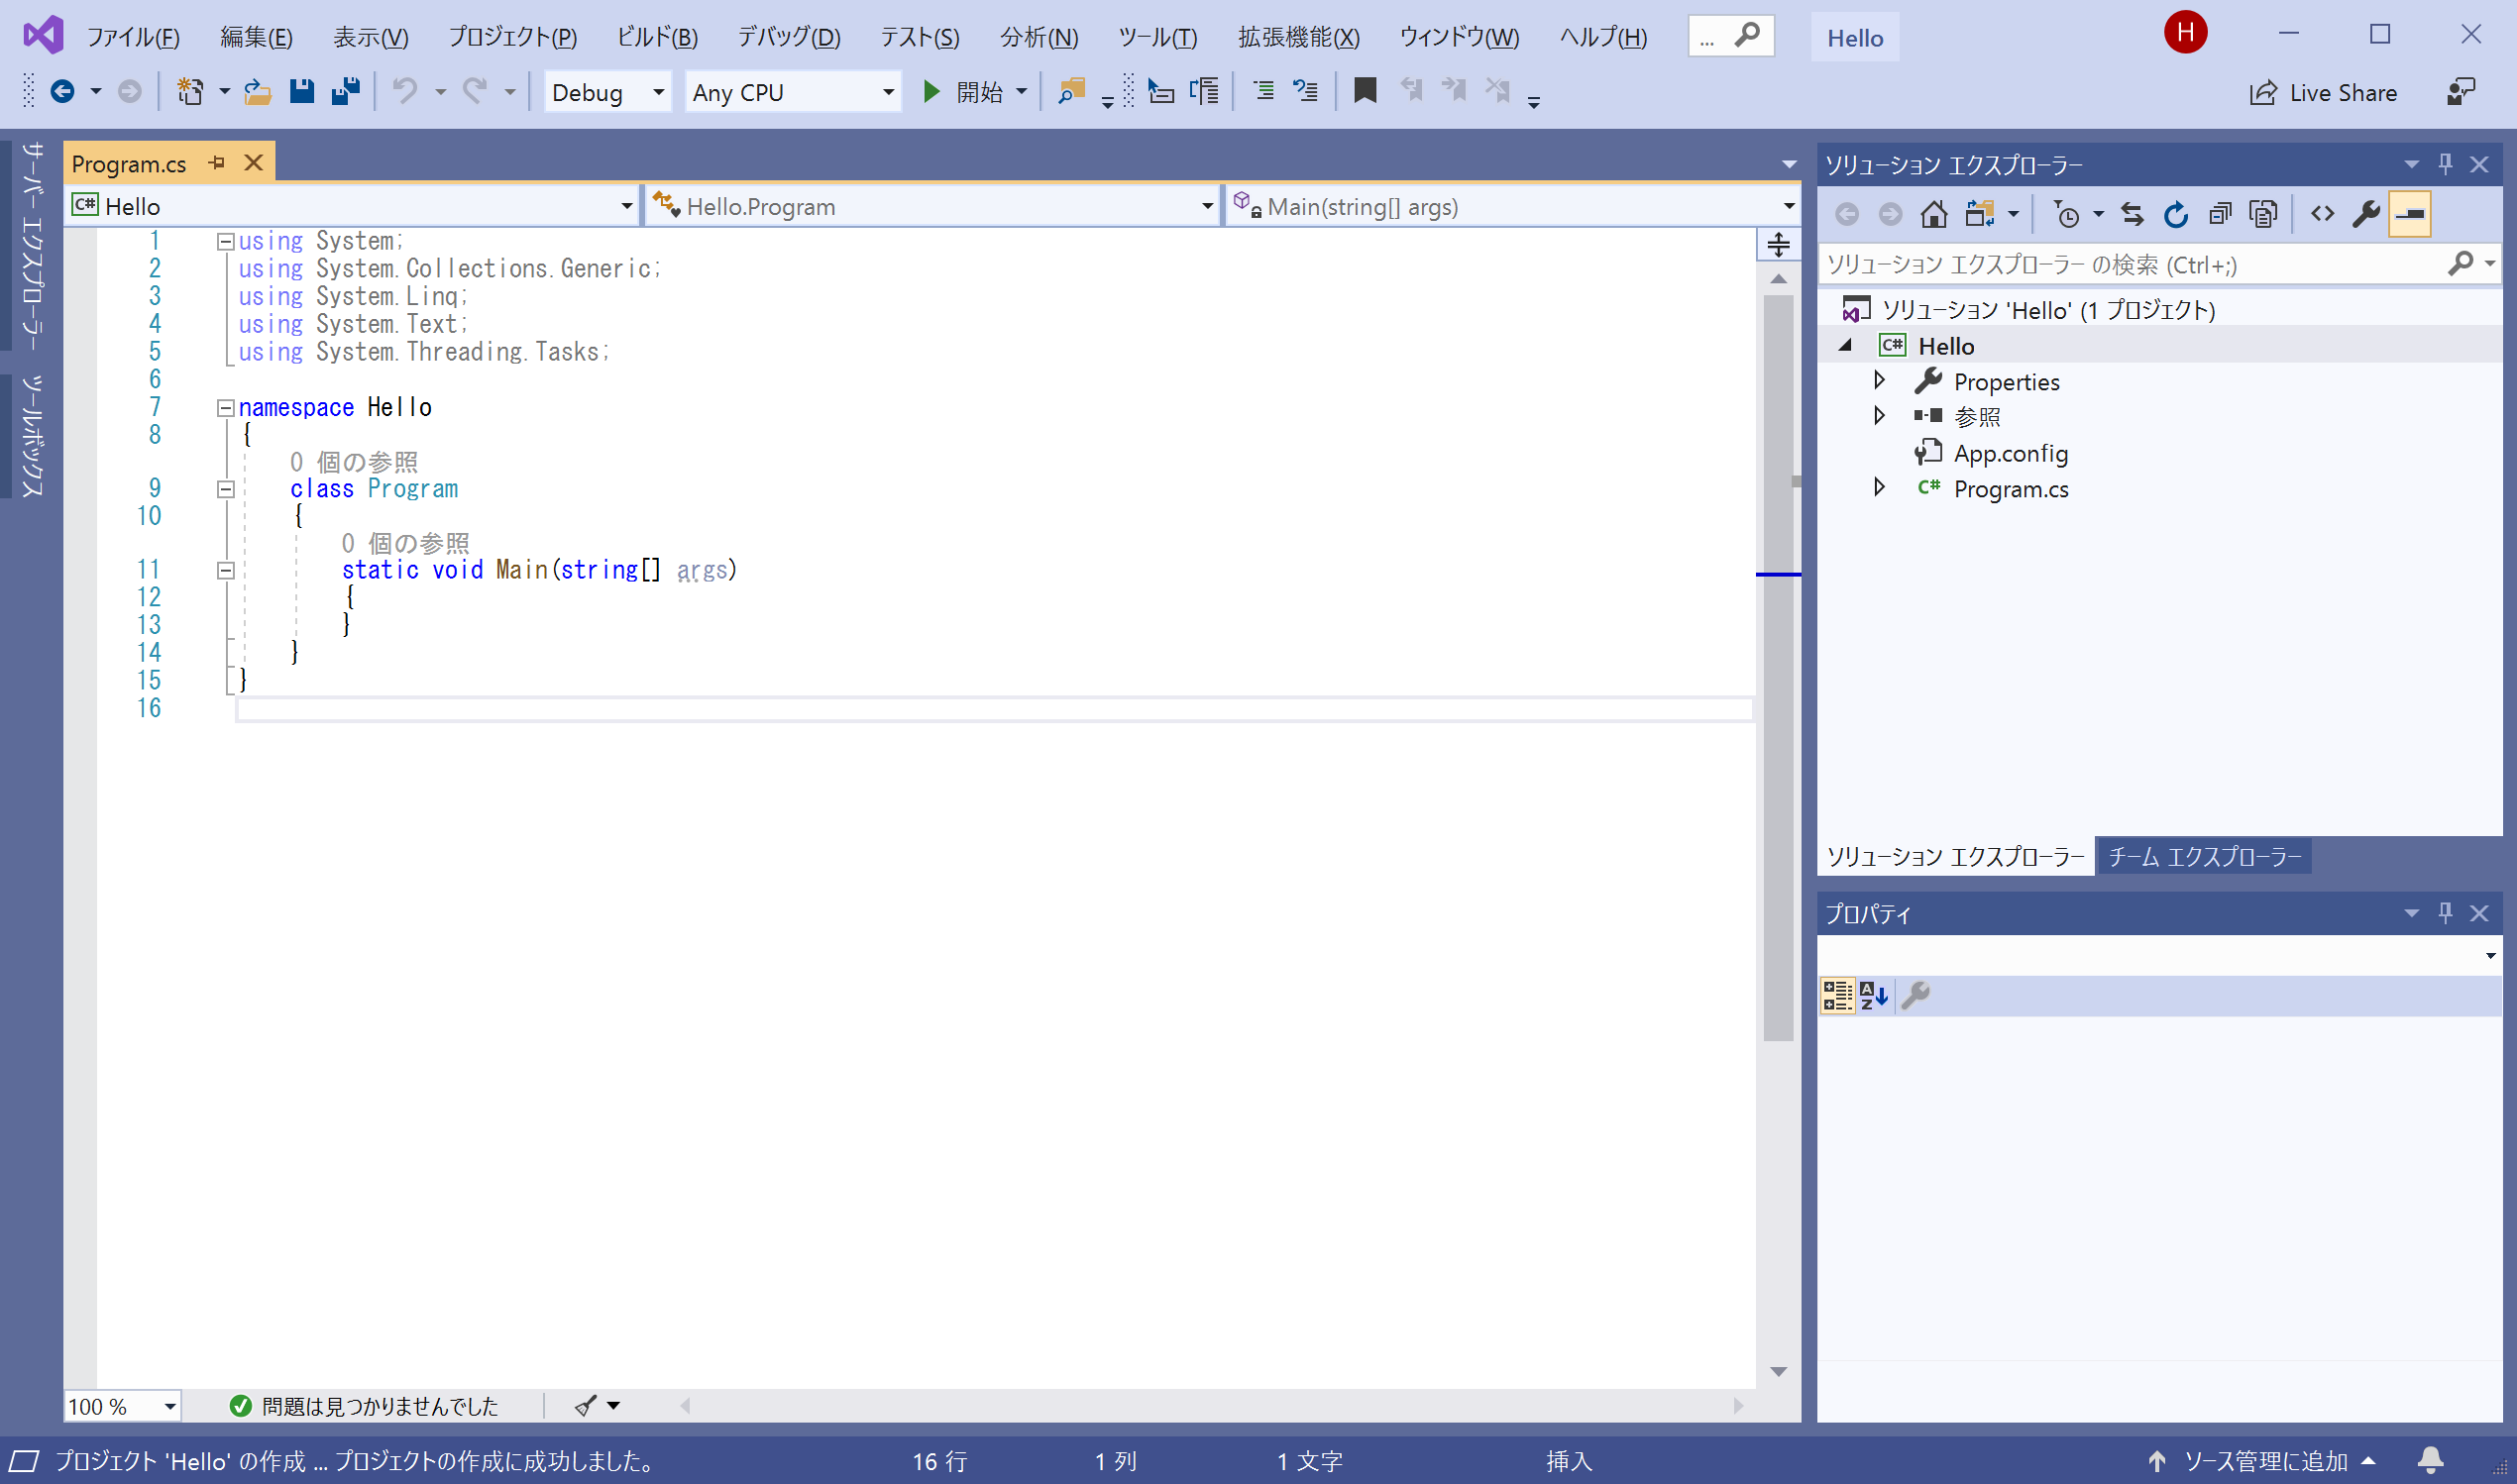 ファイル(F) 編集(E) 表示(V) プロジェクト(P) ビルド(B) デバッグ(D) テスト(S) 分析(N) ツール(T) 拡張機能(X) ウィンドウ(W) ヘルプ(H) ... Hello H
Debug Any CPU 開始 Live Share
サーバー エクスプローラー
ツールボックス
Program.cs
Hello Hello.Program Main(string[] args)
1 using System;
2 using System.Collections.Generic;
3 using System.Linq;
4 using System.Text;
5 using System.Threading.Tasks;
6
7 namespace Hello
8 {
0 個の参照
9 class Program
10 {
0 個の参照
11 static void Main(string[] args)
12 {
13 }
14 }
15 }
16
100 % 問題は見つかりませんでした
ソリューション エクスプローラー
ソリューション エクスプローラー の検索 (Ctrl+;)
ソリューション 'Hello' (1 プロジェクト)
C# Hello
Properties
参照
App.config
C# Program.cs
ソリューション エクスプローラー チーム エクスプローラー
プロパティ
プロジェクト 'Hello' の作成 ... プロジェクトの作成に成功しました。 16 行 1 列 1 文字 挿入 ソース管理に追加